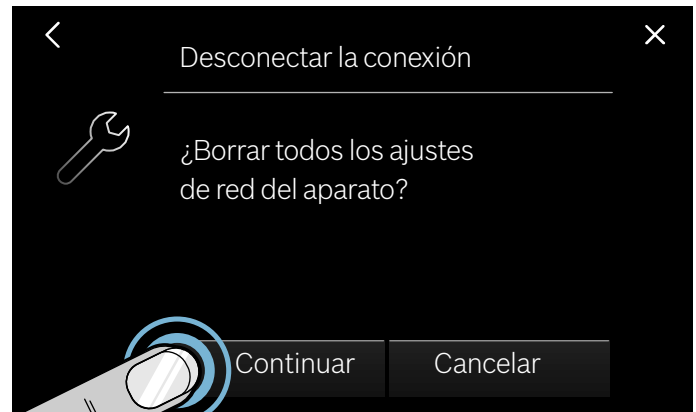 Desconectar la conexión
¿Borrar todos los ajustes
de red del aparato?
Continuar
Cancelar